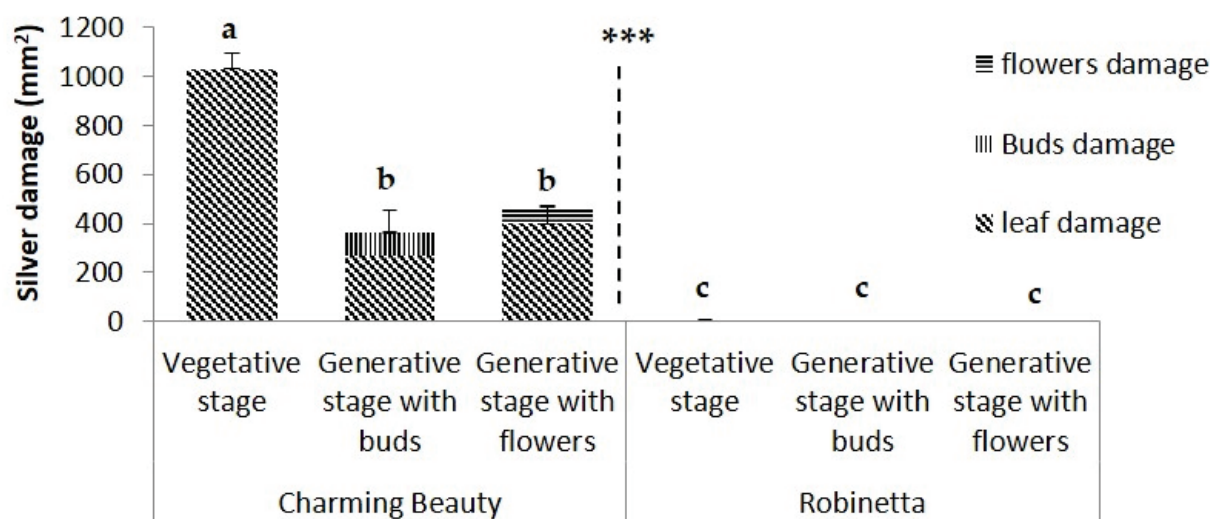 Silver damage (mm²)
1200
1000
800
600
400
200
0
a
b
b
***
c
c
c
flowers damage
Buds damage
leaf damage
Vegetative
stage
Generative
stage with
buds
Generative
stage with
flowers
Vegetative
stage
Generative
stage with
buds
Generative
stage with
flowers
Charming Beauty
Robinetta